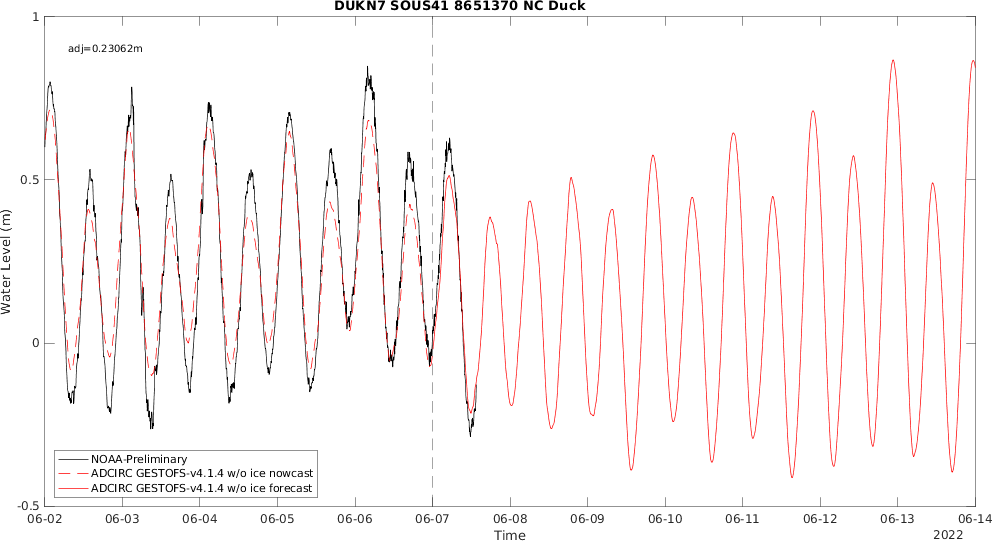 DUKN7 SOUS41 8651370 NC Duck
adj=0.23062m
1
0.5
0
-0.5
Water Level (m)
NOAA-Preliminary
ADCIRC GESTOFS-v4.1.4 w/o ice nowcast
ADCIRC GESTOFS-v4.1.4 w/o ice forecast
06-02 06-03 06-04 06-05 06-06 06-07 06-08 06-09 06-10 06-11 06-12 06-13 06-14
Time
2022